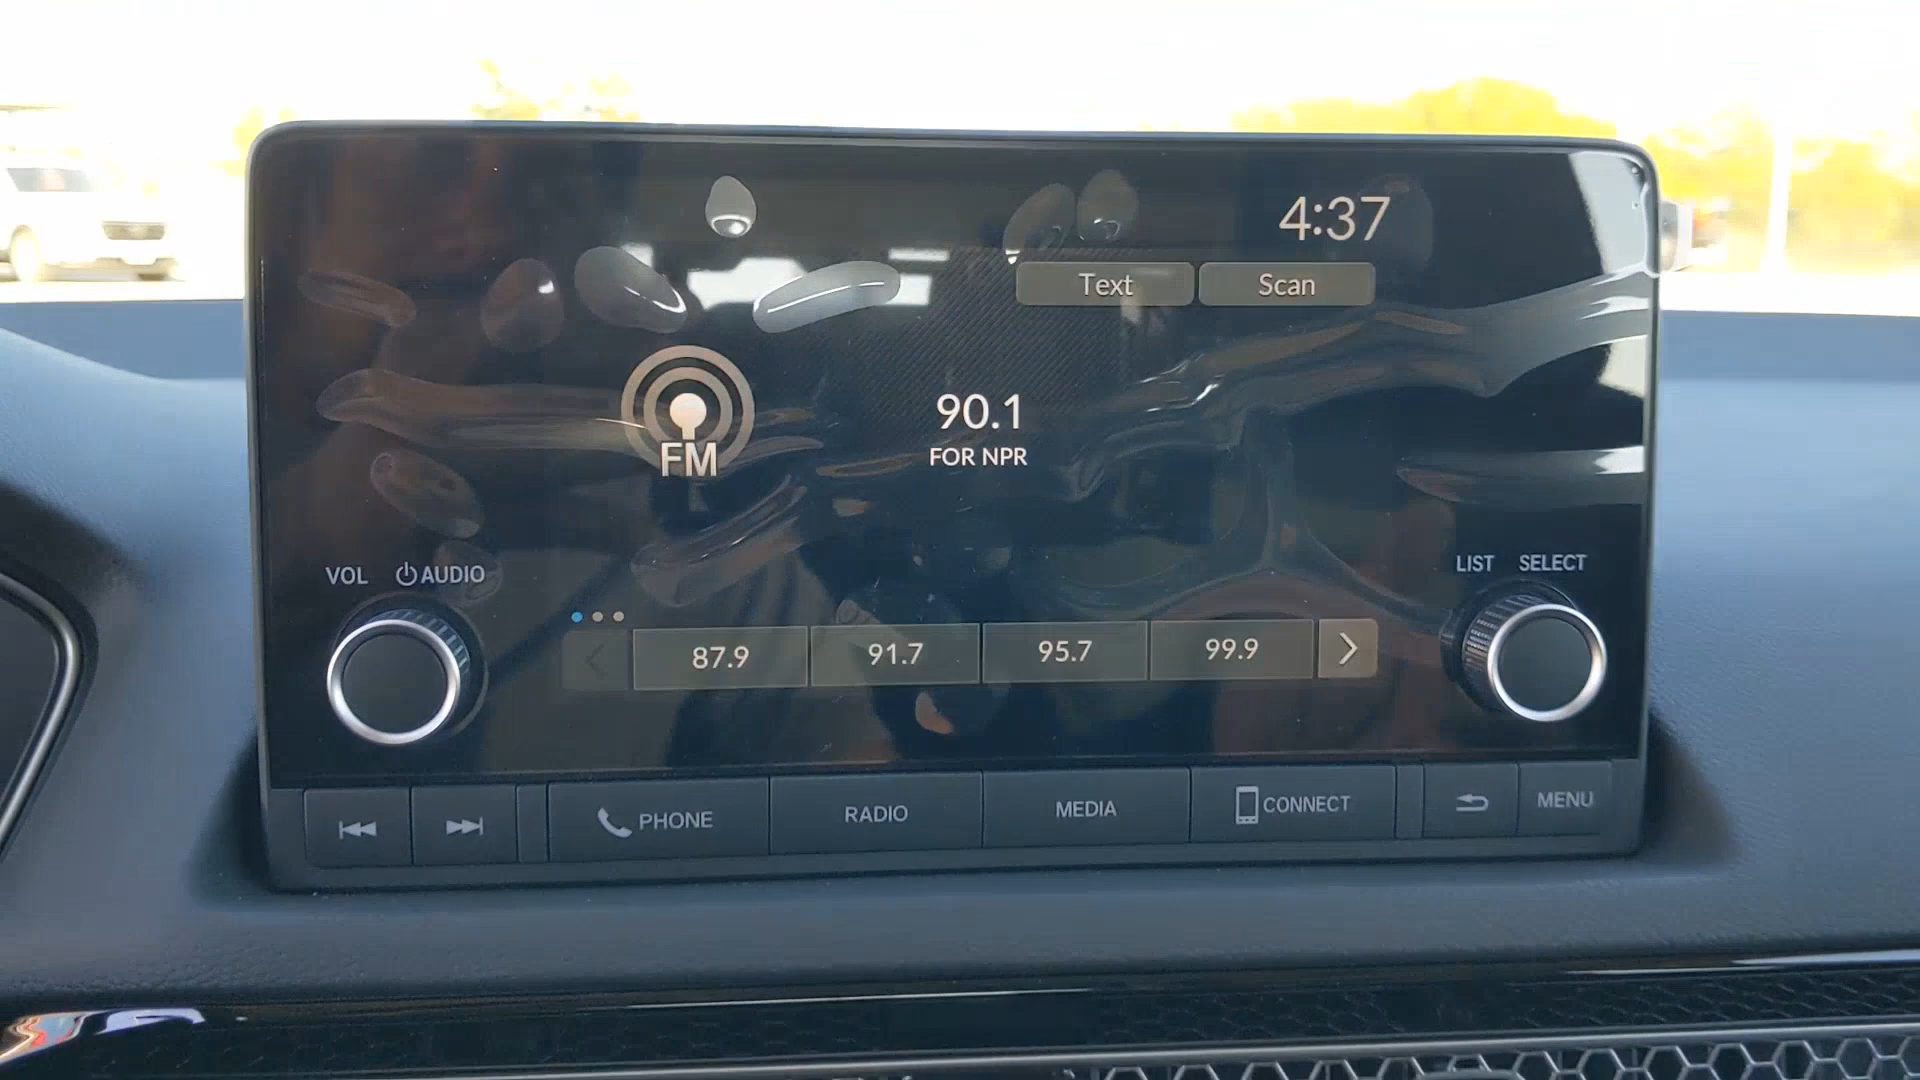 4:37
Text Scan
FM
90.1
FOR NPR
VOL AUDIO
LIST SELECT
87.9 91.7 95.7 99.9
PHONE RADIO MEDIA CONNECT MENU